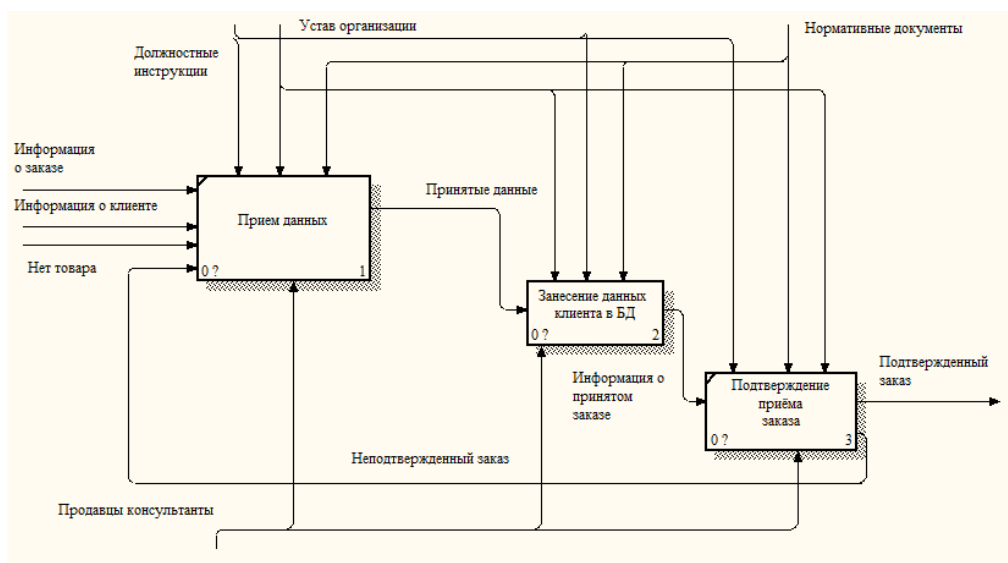 Устав организации
Нормативные документы
Должностные
инструкции
Информация
о заказе
Информация о клиенте
Нет товара
Прием данных
0 ?
1
Принятые данные
Занесение данных
клиента в БД
0 ?
2
Информация о
принятом
заказе
Подтверждение
приёма
заказа
0 ?
3
Подтвержденный
заказ
Неподтвержденный заказ
Продавцы консультанты